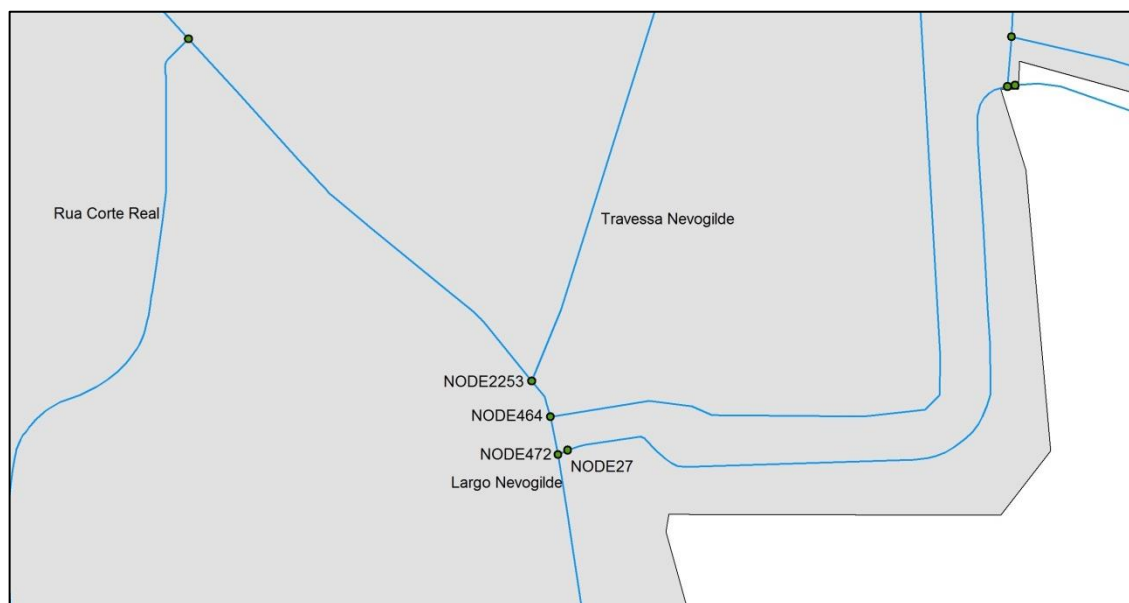 Rua Corte Real
Travessa Nevogilde
NODE2253
NODE464
NODE472
NODE27
Largo Nevogilde